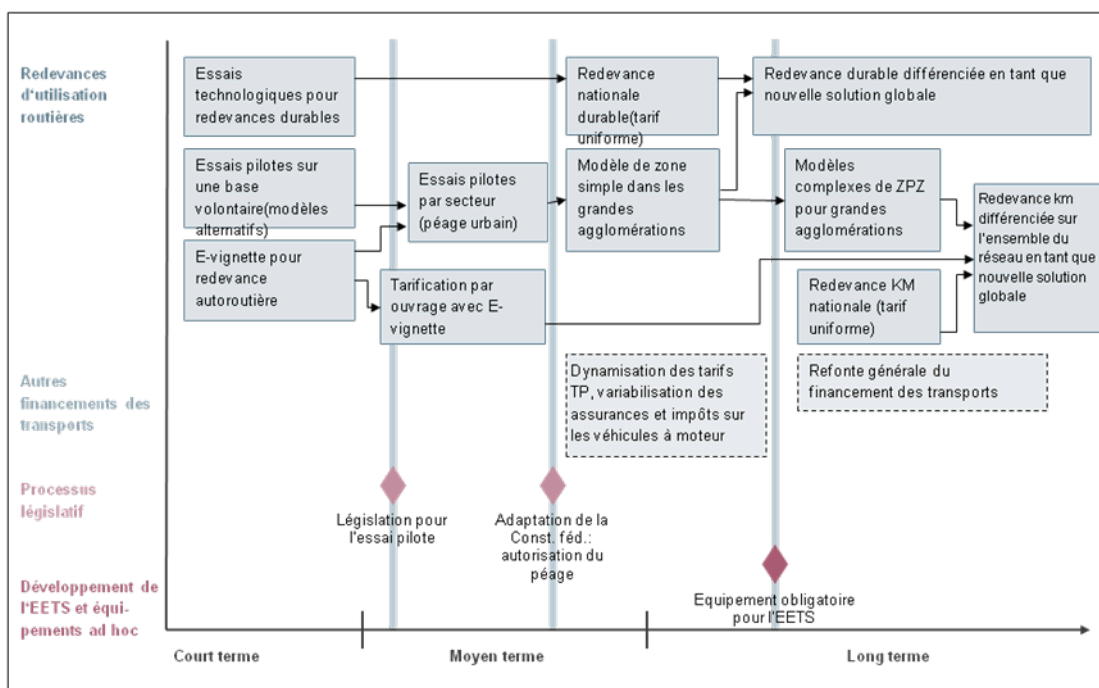 Redevances
d'utilisation
routières
Essais
technologiques pour
redevances durables
Redevance
nationale
durable(tarif
uniforme)
Redevance durable différenciée en tant que
nouvelle solution globale
Essais pilotes sur
une base
volontaire(modèles
alternatifs)
Essais pilotes
par secteur
(péage urbain)
Modèle de zone
simple dans les
grandes
agglomérations
Modèles
complexes de ZPZ
pour grandes
agglomérations
Redevance km
différenciée sur
l'ensemble du
réseau en tant que
nouvelle solution
globale
E-vignette pour
redevance
autoroutière
Tarification par
ouvrage avec E-
vignette
Redevance KM
nationale (tarif
uniforme)
Autres
financements des
transports
Dynamisation des tarifs
TP, variabilisation des
assurances et impôts sur
les véhicules à moteur
Refonte générale du
financement des transports
Processus
législatif
Législation pour
l'essai pilote
Adaptation de la
Const. féd.:
autorisation du
péage
Développement de
l'EETS et équi-
pements ad hoc
Equipement obligatoire
pour l'EETS
Court terme
Moyen terme
Long terme